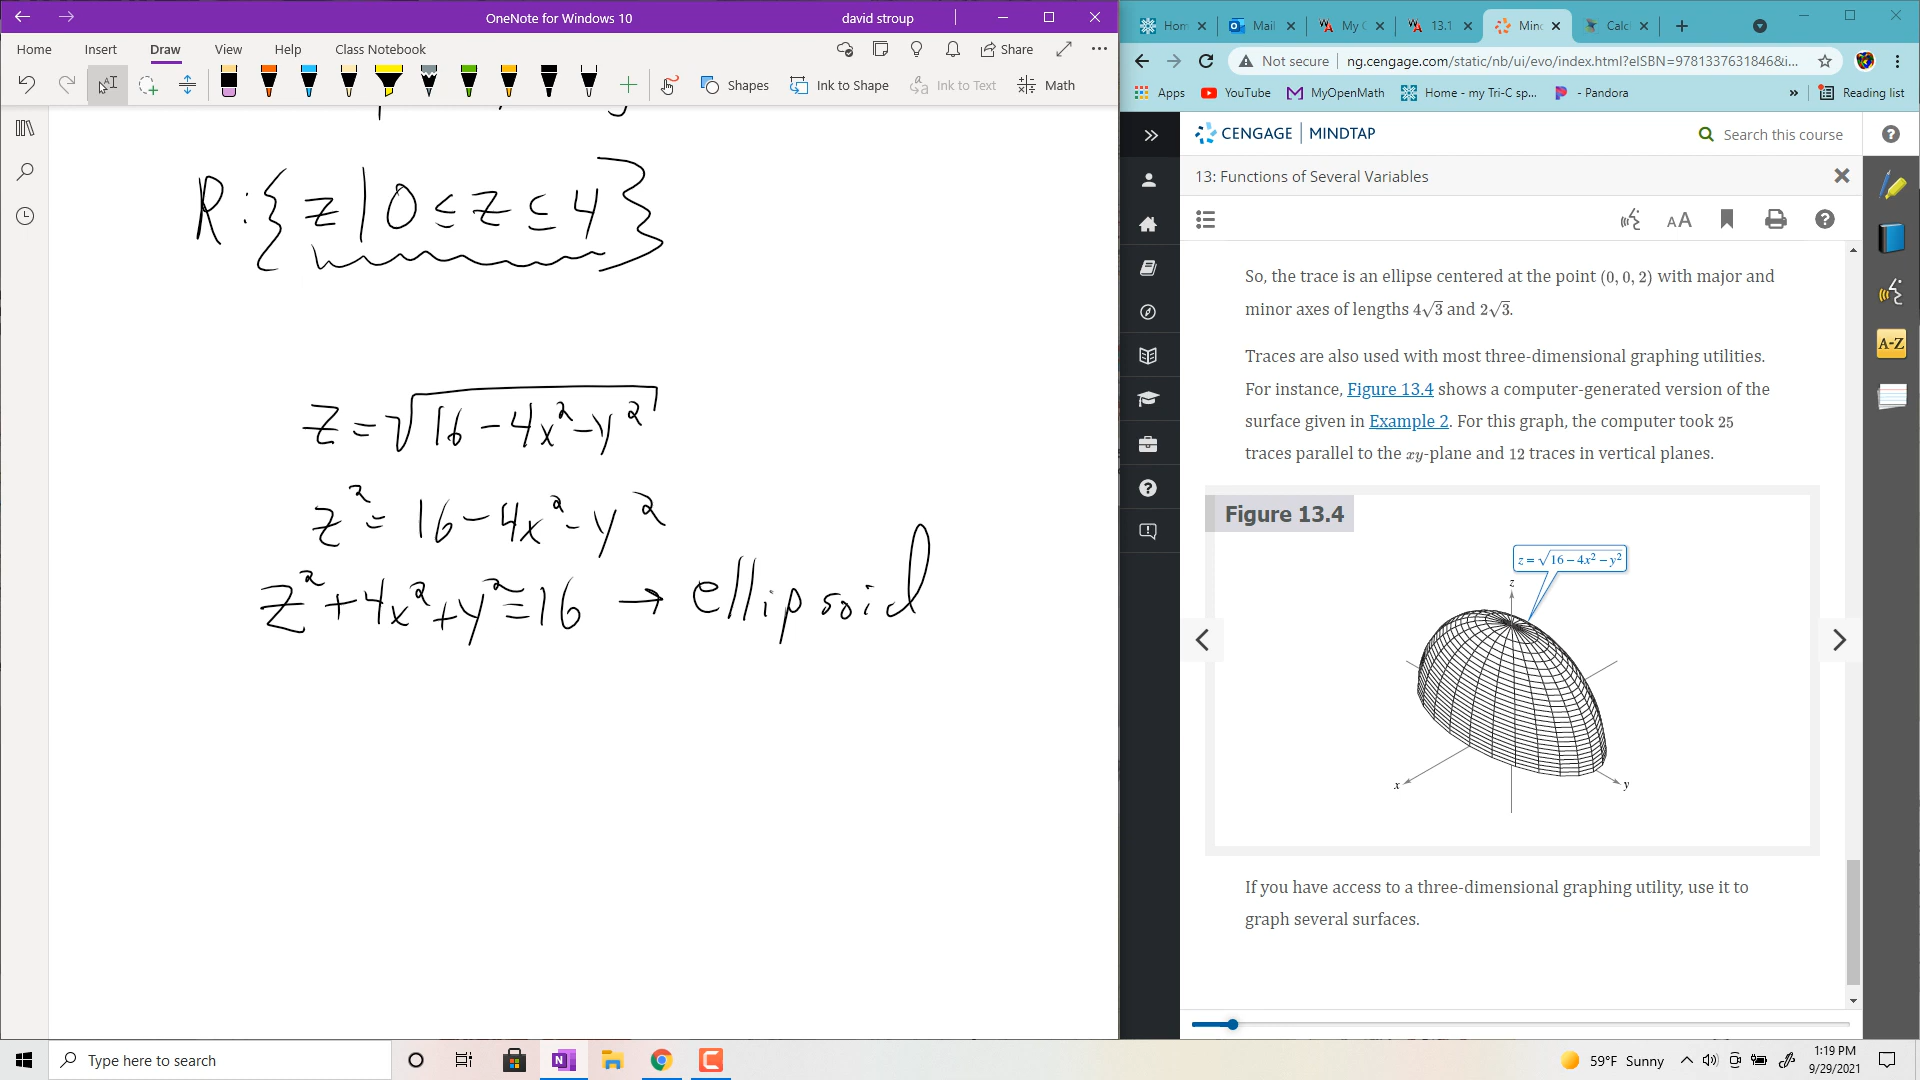 OneNote for Windows 10
david stroup
Home Insert Draw View Help Class Notebook
Share
Shapes Ink to Shape Ink to Text Math
R:{z|0≤z≤4}
z=√16-4x²-y²
z²=16-4x²-y²
z²+4x²+y²=16 → ellipsoid
Hom Mail My C 13.1 Minc Calc
Not secure ng.cengage.com/static/nb/ui/evo/index.html?eISBN=9781337631846&i...
Apps YouTube MyOpenMath Home - my Tri-C sp... - Pandora » Reading list
CENGAGE | MINDTAP
Search this course
13: Functions of Several Variables
AA
A-Z
So, the trace is an ellipse centered at the point (0, 0, 2) with major and
minor axes of lengths 4√3 and 2√3.
Traces are also used with most three-dimensional graphing utilities.
For instance, Figure 13.4 shows a computer-generated version of the
surface given in Example 2. For this graph, the computer took 25
traces parallel to the xy-plane and 12 traces in vertical planes.
Figure 13.4
z = √16 − 4x² − y²
z
x
y
If you have access to a three-dimensional graphing utility, use it to
graph several surfaces.
Type here to search
59°F Sunny
1:19 PM
9/29/2021